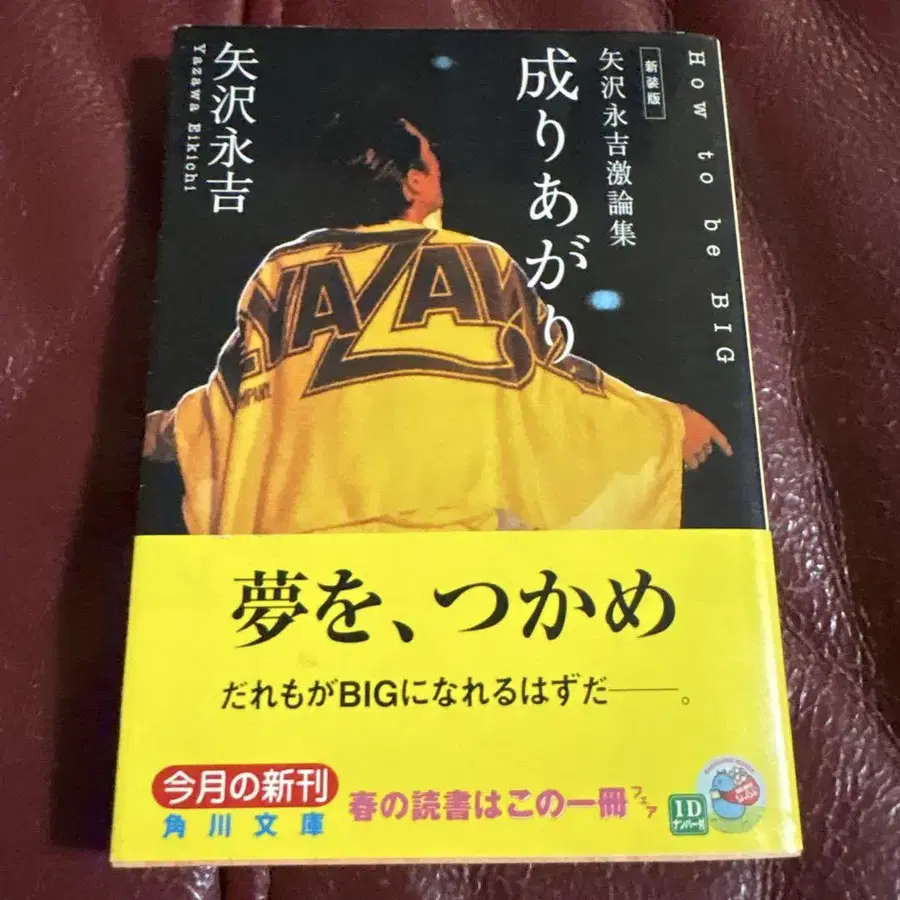 How to be BIG
新装版
矢沢永吉激論集
成りあがり
矢沢永吉
Yazawa Eikichi
E.YAZAWA
夢を、つかめ
だれもがBIGになれるはずだ——。
今月の新刊
角川文庫
春の読書はこの一冊フェア
ID
ナンバー付